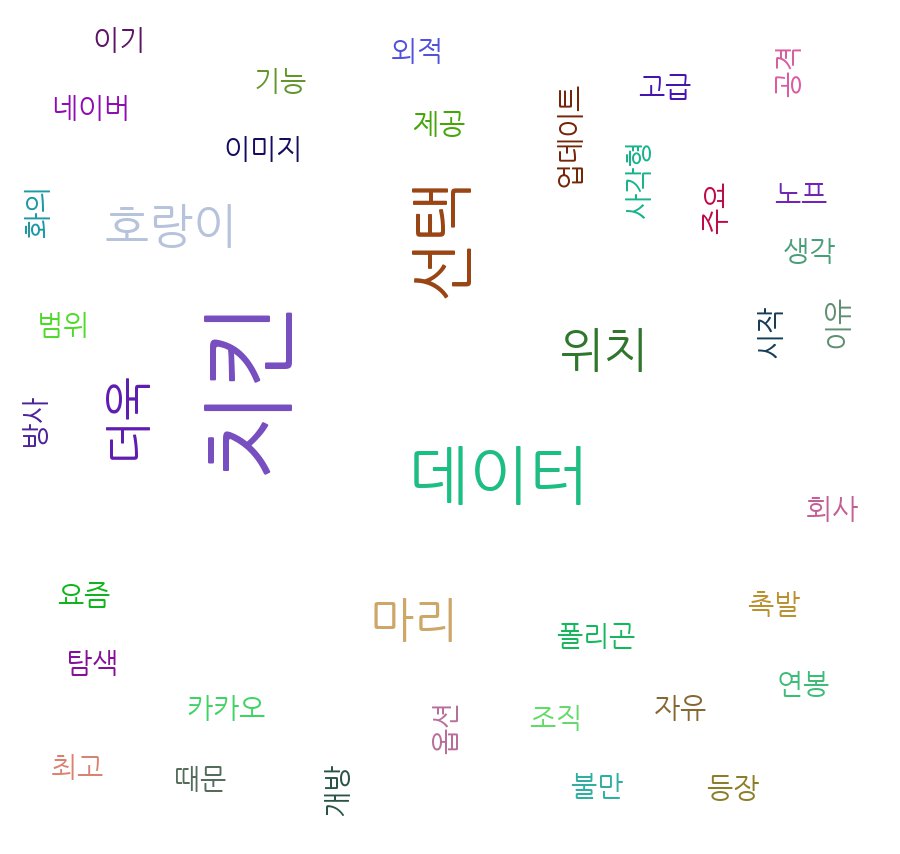 이기
외적
기능
고급
공격
네이버
제공
업데이트
이미지
사각형
화의
호랑이
선택
주요
노프
생각
범위
치킨
위치
시작
이유
방사
더욱
데이터
회사
요즘
마리
폴리곤
촉발
탐색
연봉
카카오
옵션
조직
자유
최고
때문
개방
불만
등장